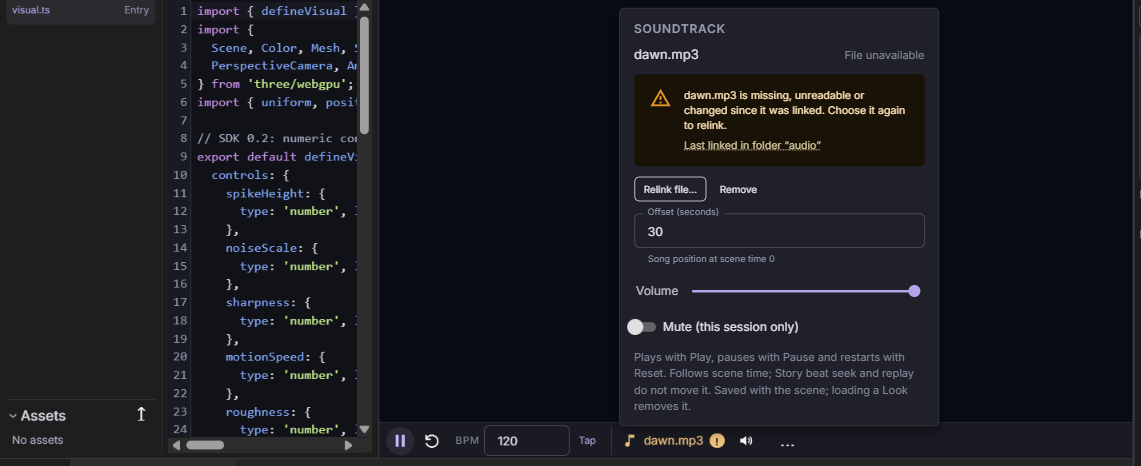 visual.ts
Entry
1 import { defineVisual }
2 import {
3 Scene, Color, Mesh,
4 PerspectiveCamera,
5 } from 'three/webgpu';
6 import { uniform,
7
8 // SDK 0.2: numeric
9 export default
10 controls: {
11 spikeHeight: {
12 type: 'number',
13 },
14 noiseScale: {
15 type: 'number',
16 },
17 sharpness: {
18 type: 'number',
19 },
20 motionSpeed: {
21 type: 'number',
22 },
23 roughness: {
24 type: 'number',
Assets
No assets
SOUNDTRACK
dawn.mp3
File unavailable
dawn.mp3 is missing, unreadable or
changed since it was linked. Choose it again
to relink.
Last linked in folder “audio”
Relink file...
Remove
Offset (seconds)
30
Song position at scene time 0
Volume
Mute (this session only)
Plays with Play, pauses with Pause and restarts with
Reset. Follows scene time; Story beat seek and replay
do not move it. Saved with the scene; loading a Look
removes it.
BPM
120
Tap
dawn.mp3
...